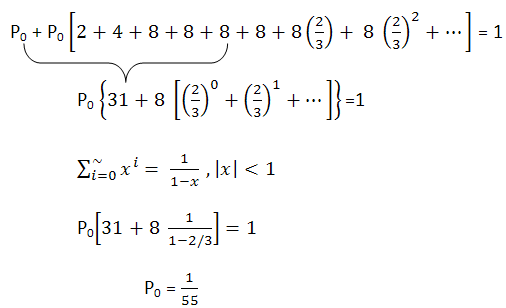 P₀ + P₀ [2 + 4 + 8 + 8 + 8 + 8 + 8(2/3) + 8 (2/3)² + ⋯] = 1
P₀ {31 + 8 [(2/3)⁰ + (2/3)¹ + ⋯]}=1
∑_{i=0}^{~} xⁱ = 1/(1−x) , |x| < 1
P₀[31 + 8 1/(1−2/3)] = 1
P₀ = 1/55